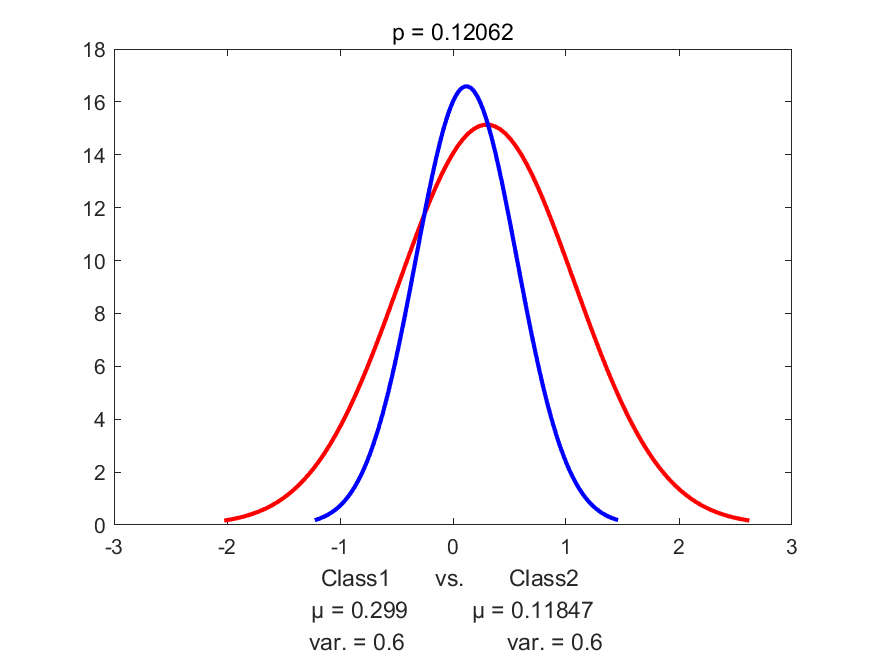 p = 0.12062
18
16
14
12
10
8
6
4
2
0
-3 -2 -1 0 1 2 3
Class1 vs. Class2
μ = 0.299 μ = 0.11847
var. = 0.6 var. = 0.6